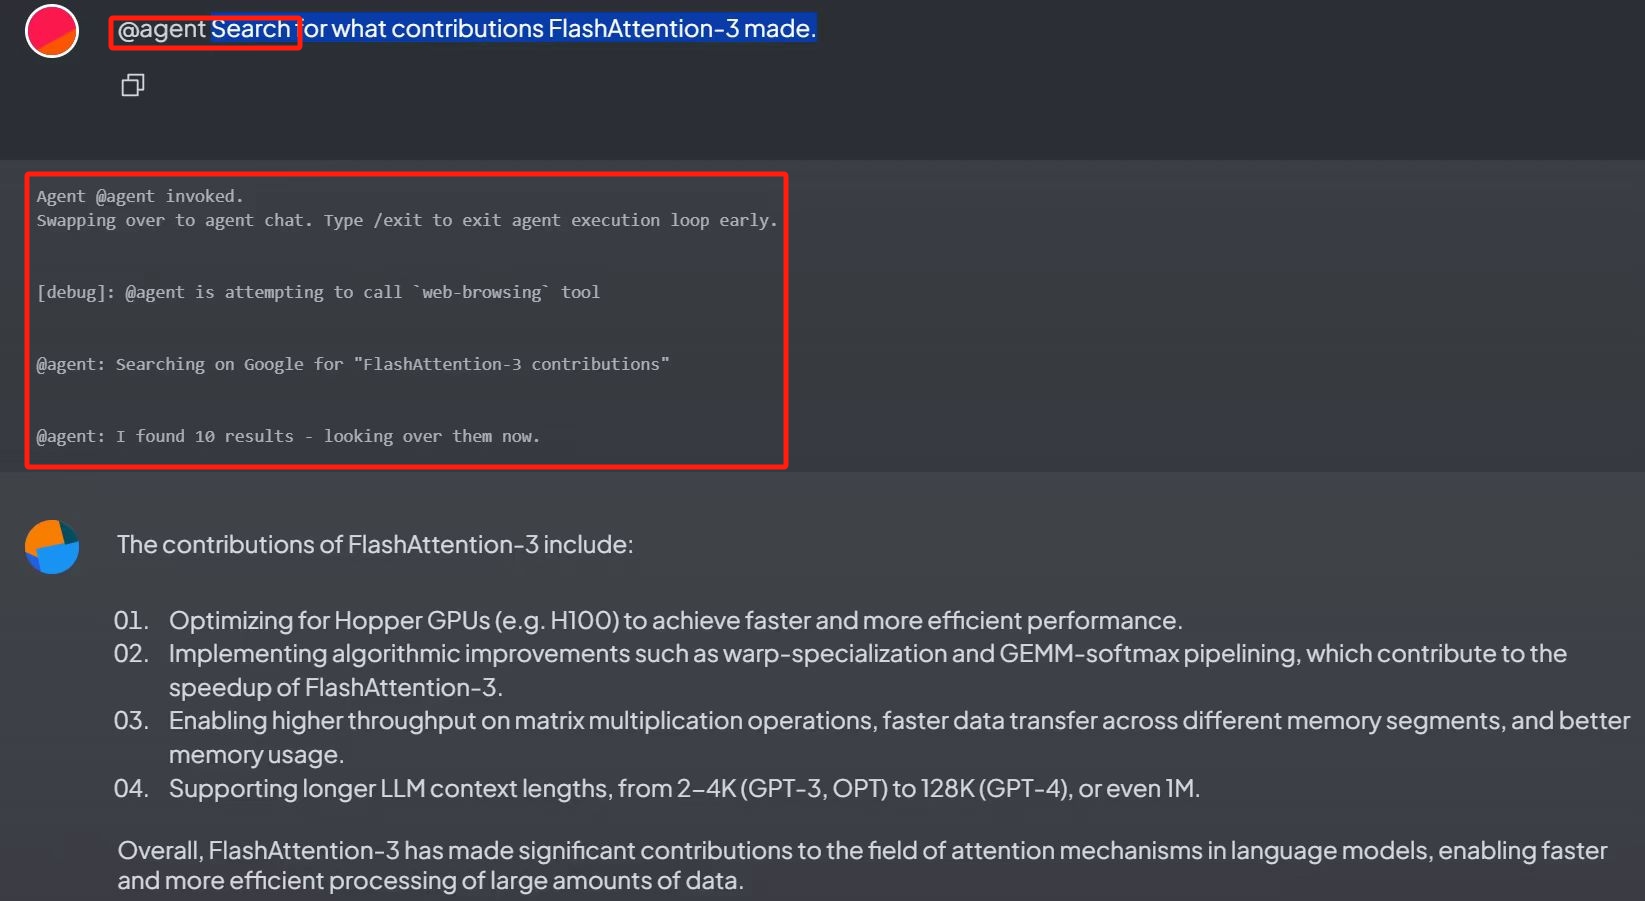 @agent Search for what contributions FlashAttention-3 made.
Agent @agent invoked.
Swapping over to agent chat. Type /exit to exit agent execution loop early.
[debug]: @agent is attempting to call `web-browsing` tool
@agent: Searching on Google for "FlashAttention-3 contributions"
@agent: I found 10 results - looking over them now.
The contributions of FlashAttention-3 include:
01. Optimizing for Hopper GPUs (e.g. H100) to achieve faster and more efficient performance.
02. Implementing algorithmic improvements such as warp-specialization and GEMM-softmax pipelining, which contribute to the
speedup of FlashAttention-3.
03. Enabling higher throughput on matrix multiplication operations, faster data transfer across different memory segments, and better
memory usage.
04. Supporting longer LLM context lengths, from 2–4K (GPT-3, OPT) to 128K (GPT-4), or even 1M.
Overall, FlashAttention-3 has made significant contributions to the field of attention mechanisms in language models, enabling faster
and more efficient processing of large amounts of data.